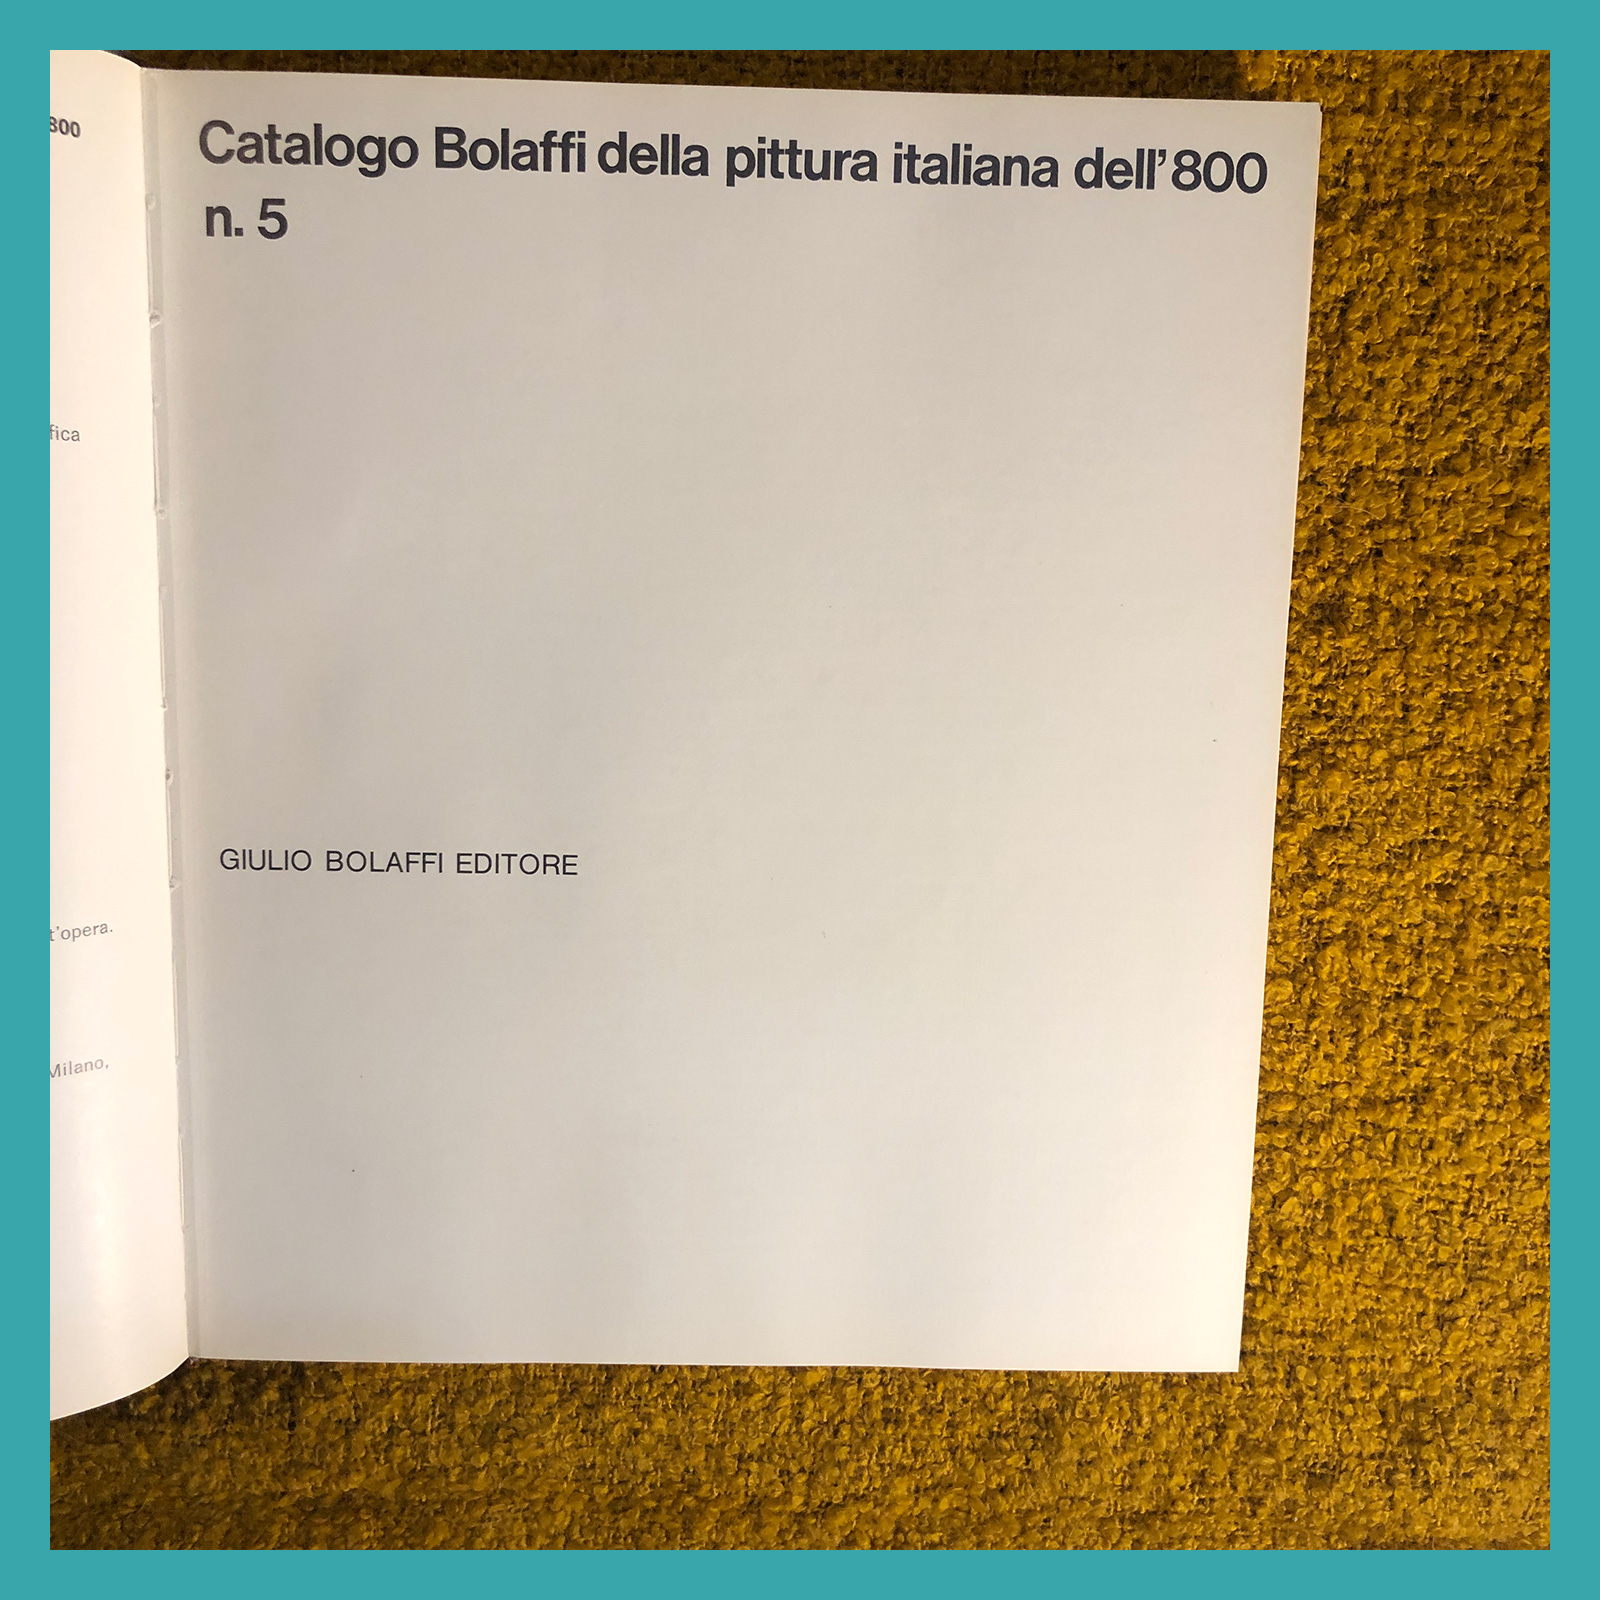 800
fica
t'opera.
Milano,
Catalogo Bolaffi della pittura italiana dell'800
n. 5
GIULIO BOLAFFI EDITORE